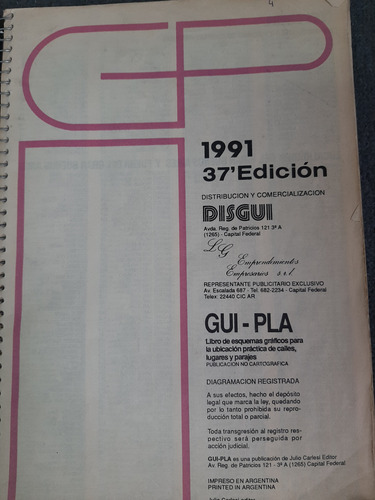 4
GP
1991
37'Edición
DISTRIBUCION Y COMERCIALIZACION
DISGUI
Avda. Reg. de Patricios 121 3º A
(1265) - Capital Federal
LG Emprendimientos
Empresarios s.r.l
REPRESENTANTE PUBLICITARIO EXCLUSIVO
Av. Escalada 687 - Tel. 682-2234 - Capital Federal
Telex. 22440 CIC AR
GUI - PLA
Libro de esquemas gráficos para
la ubicación práctica de calles,
lugares y parajes
PUBLICACION NO CARTOGRAFICA
DIAGRAMACION REGISTRADA
A sus efectos, hecho el depósito
legal que marca la ley, quedando
por lo tanto prohibida su repro-
ducción total o parcial.
Toda transgresión al registro res-
pectivo será perseguida por
acción judicial.
GUI-PLA es una publicación de Julio Carlesi Editor
Av. Reg. de Patricios 121 - 3º A (1265) Capital Federal
IMPRESO EN ARGENTINA
PRINTED IN ARGENTINA
Julio Carlesi editor